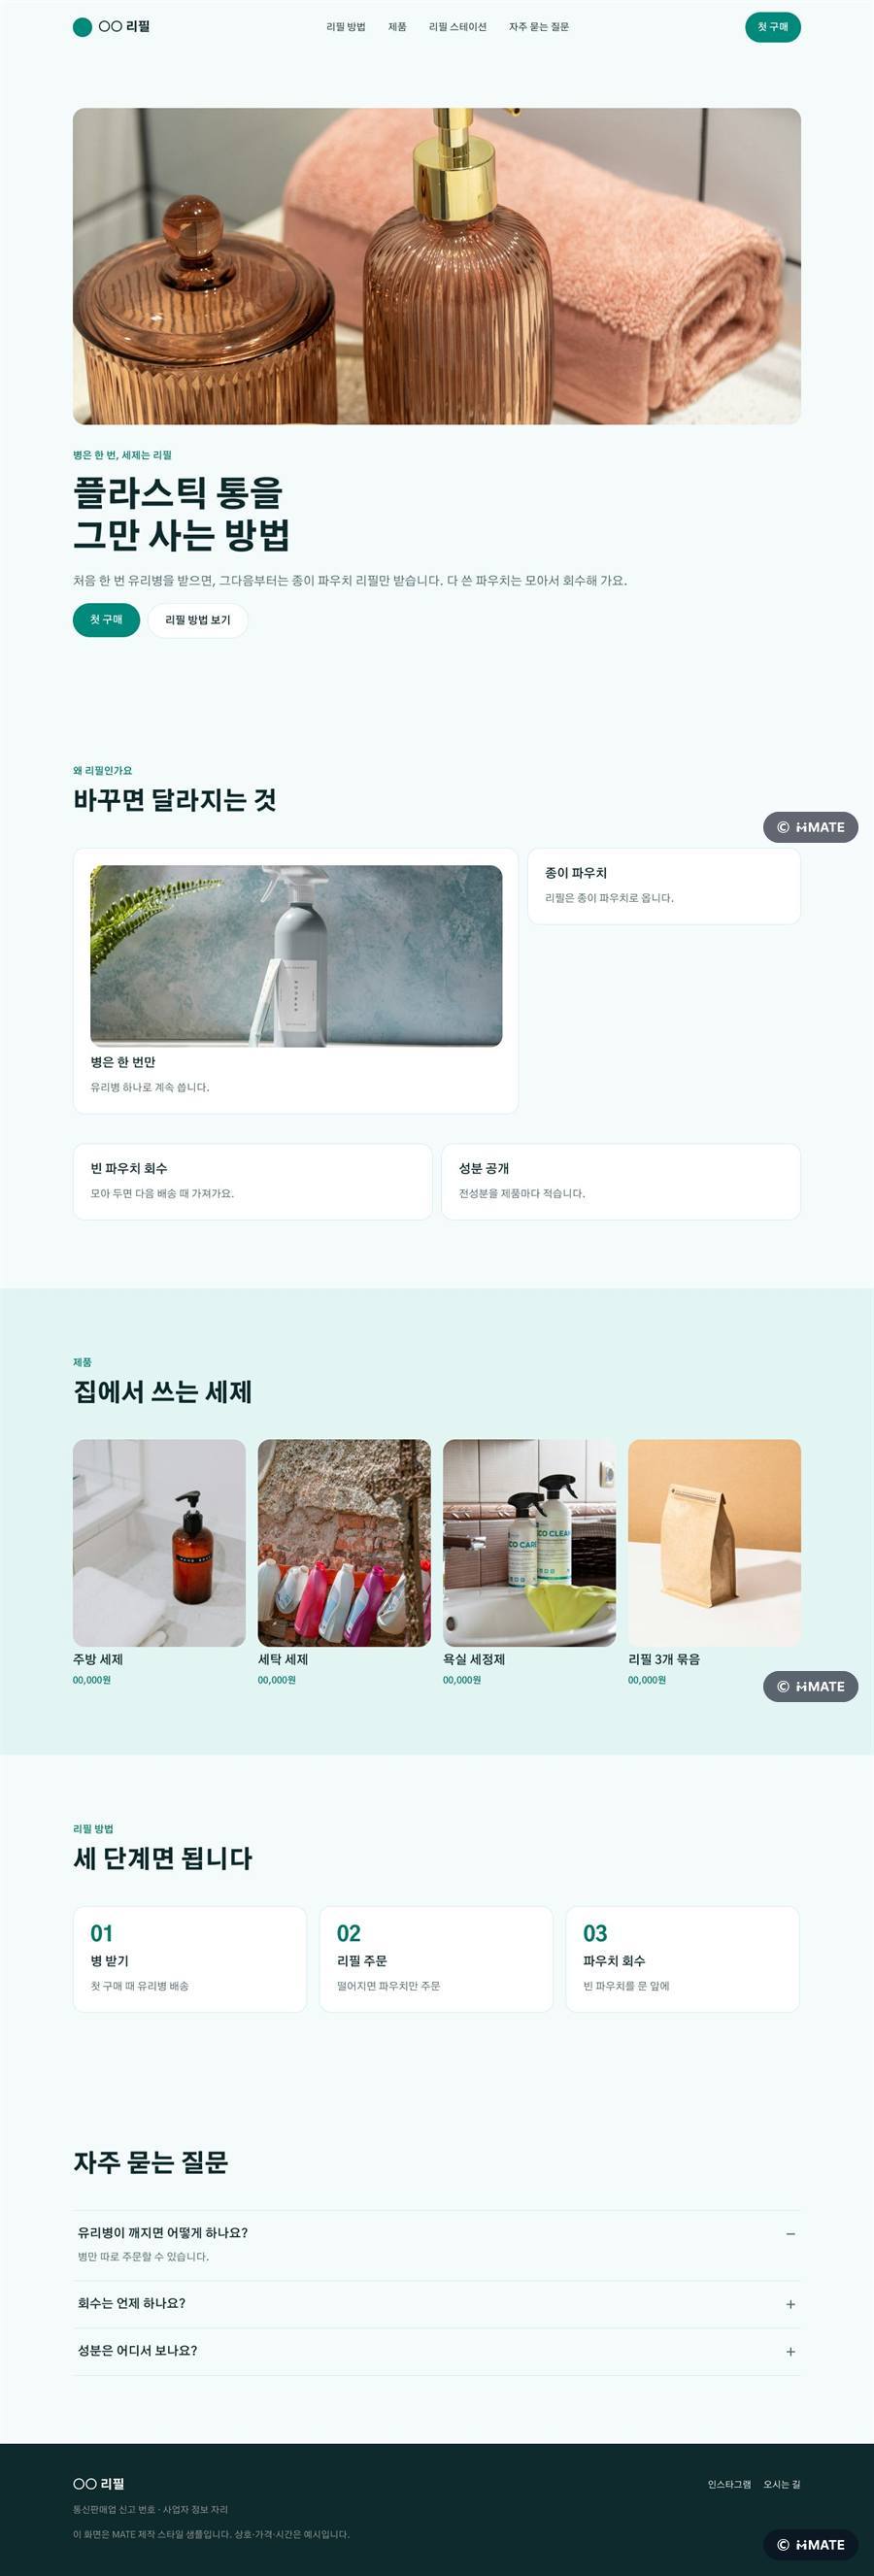 ○○ 리필
리필 방법 제품 리필 스테이션 자주 묻는 질문
첫 구매
병은 한 번, 세제는 리필
플라스틱 통을
그만 사는 방법
처음 한 번 유리병을 받으면, 그다음부터는 종이 파우치 리필만 받습니다. 다 쓴 파우치는 모아서 회수해 가요.
첫 구매
리필 방법 보기
왜 리필인가요
바꾸면 달라지는 것
© MATE
병은 한 번만
유리병 하나로 계속 씁니다.
종이 파우치
리필은 종이 파우치로 옵니다.
빈 파우치 회수
모아 두면 다음 배송 때 가져가요.
성분 공개
전성분을 제품마다 적습니다.
제품
집에서 쓰는 세제
CO CARE
CO CLEAN
주방 세제
00,000원
세탁 세제
00,000원
욕실 세정제
00,000원
리필 3개 묶음
00,000원
© MATE
리필 방법
세 단계면 됩니다
01
병 받기
첫 구매 때 유리병 배송
02
리필 주문
떨어지면 파우치만 주문
03
파우치 회수
빈 파우치를 문 앞에
자주 묻는 질문
유리병이 깨지면 어떻게 하나요?
병만 따로 주문할 수 있습니다.
회수는 언제 하나요?
성분은 어디서 보나요?
○○ 리필
인스타그램 오시는 길
통신판매업 신고 번호 · 사업자 정보 자리
이 화면은 MATE 제작 스타일 샘플입니다. 상호·가격·시간은 예시입니다.
© MATE